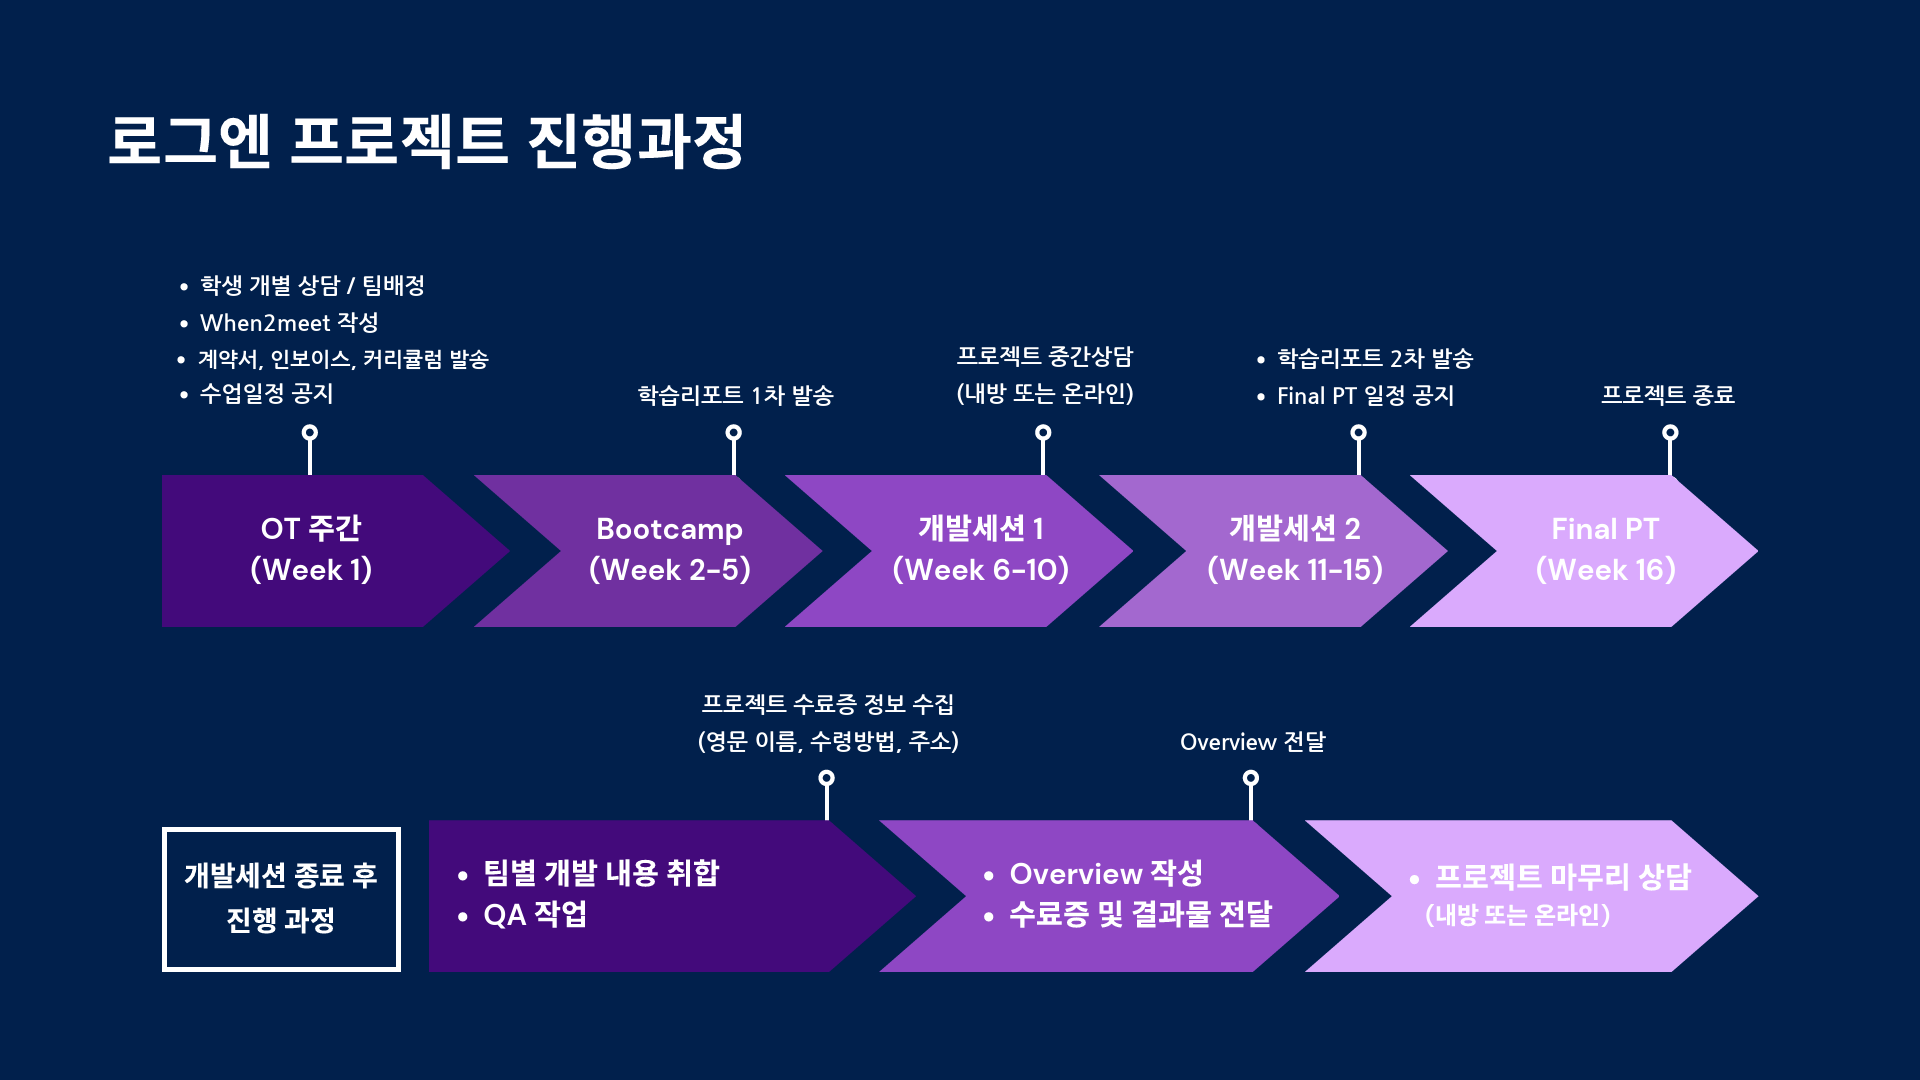 로그엔 프로젝트 진행과정
• 학생 개별 상담 / 팀배정
• When2meet 작성
• 계약서, 인보이스, 커리큘럼 발송
• 수업일정 공지
학습리포트 1차 발송
프로젝트 중간상담
(내방 또는 온라인)
• 학습리포트 2차 발송
• Final PT 일정 공지
프로젝트 종료
OT 주간
(Week 1)
Bootcamp
(Week 2-5)
개발세션 1
(Week 6-10)
개발세션 2
(Week 11-15)
Final PT
(Week 16)
프로젝트 수료증 정보 수집
(영문 이름, 수령방법, 주소)
Overview 전달
개발세션 종료 후
진행 과정
• 팀별 개발 내용 취합
• QA 작업
• Overview 작성
• 수료증 및 결과물 전달
• 프로젝트 마무리 상담
(내방 또는 온라인)